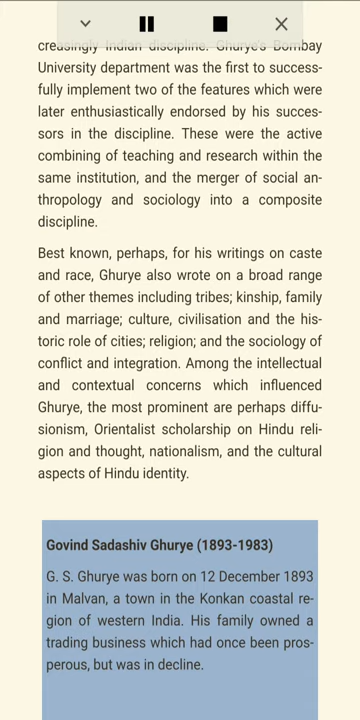 creasingly Indian discipline. Ghurye's Bombay
University department was the first to success-
fully implement two of the features which were
later enthusiastically endorsed by his succes-
sors in the discipline. These were the active
combining of teaching and research within the
same institution, and the merger of social an-
thropology and sociology into a composite
discipline.
Best known, perhaps, for his writings on caste
and race, Ghurye also wrote on a broad range
of other themes including tribes; kinship, family
and marriage; culture, civilisation and the his-
toric role of cities; religion; and the sociology of
conflict and integration. Among the intellectual
and contextual concerns which influenced
Ghurye, the most prominent are perhaps diffu-
sionism, Orientalist scholarship on Hindu reli-
gion and thought, nationalism, and the cultural
aspects of Hindu identity.
Govind Sadashiv Ghurye (1893-1983)
G. S. Ghurye was born on 12 December 1893
in Malvan, a town in the Konkan coastal re-
gion of western India. His family owned a
trading business which had once been pros-
perous, but was in decline.